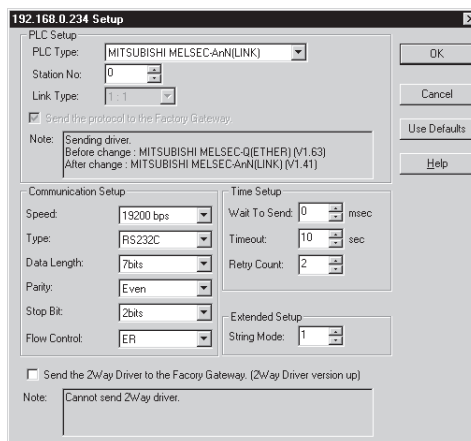 192.168.0.234 Setup
PLC Setup
PLC Type: MITSUBISHI MELSEC-AnN(LINK)
Station No: 0
Link Type: 1 : 1
Send the protocol to the Factory Gateway.
Note: Sending driver.
Before change : MITSUBISHI MELSEC-Q(ETHER) (V1.63)
After change : MITSUBISHI MELSEC-AnN(LINK) (V1.41)
OK
Cancel
Use Defaults
Help
Communication Setup
Speed: 19200 bps
Type: RS232C
Data Length: 7bits
Parity: Even
Stop Bit: 2bits
Flow Control: ER
Time Setup
Wait To Send: 0 msec
Timeout: 10 sec
Retry Count: 2
Extended Setup
String Mode: 1
Send the 2Way Driver to the Facory Gateway. (2Way Driver version up)
Note: Cannot send 2Way driver.